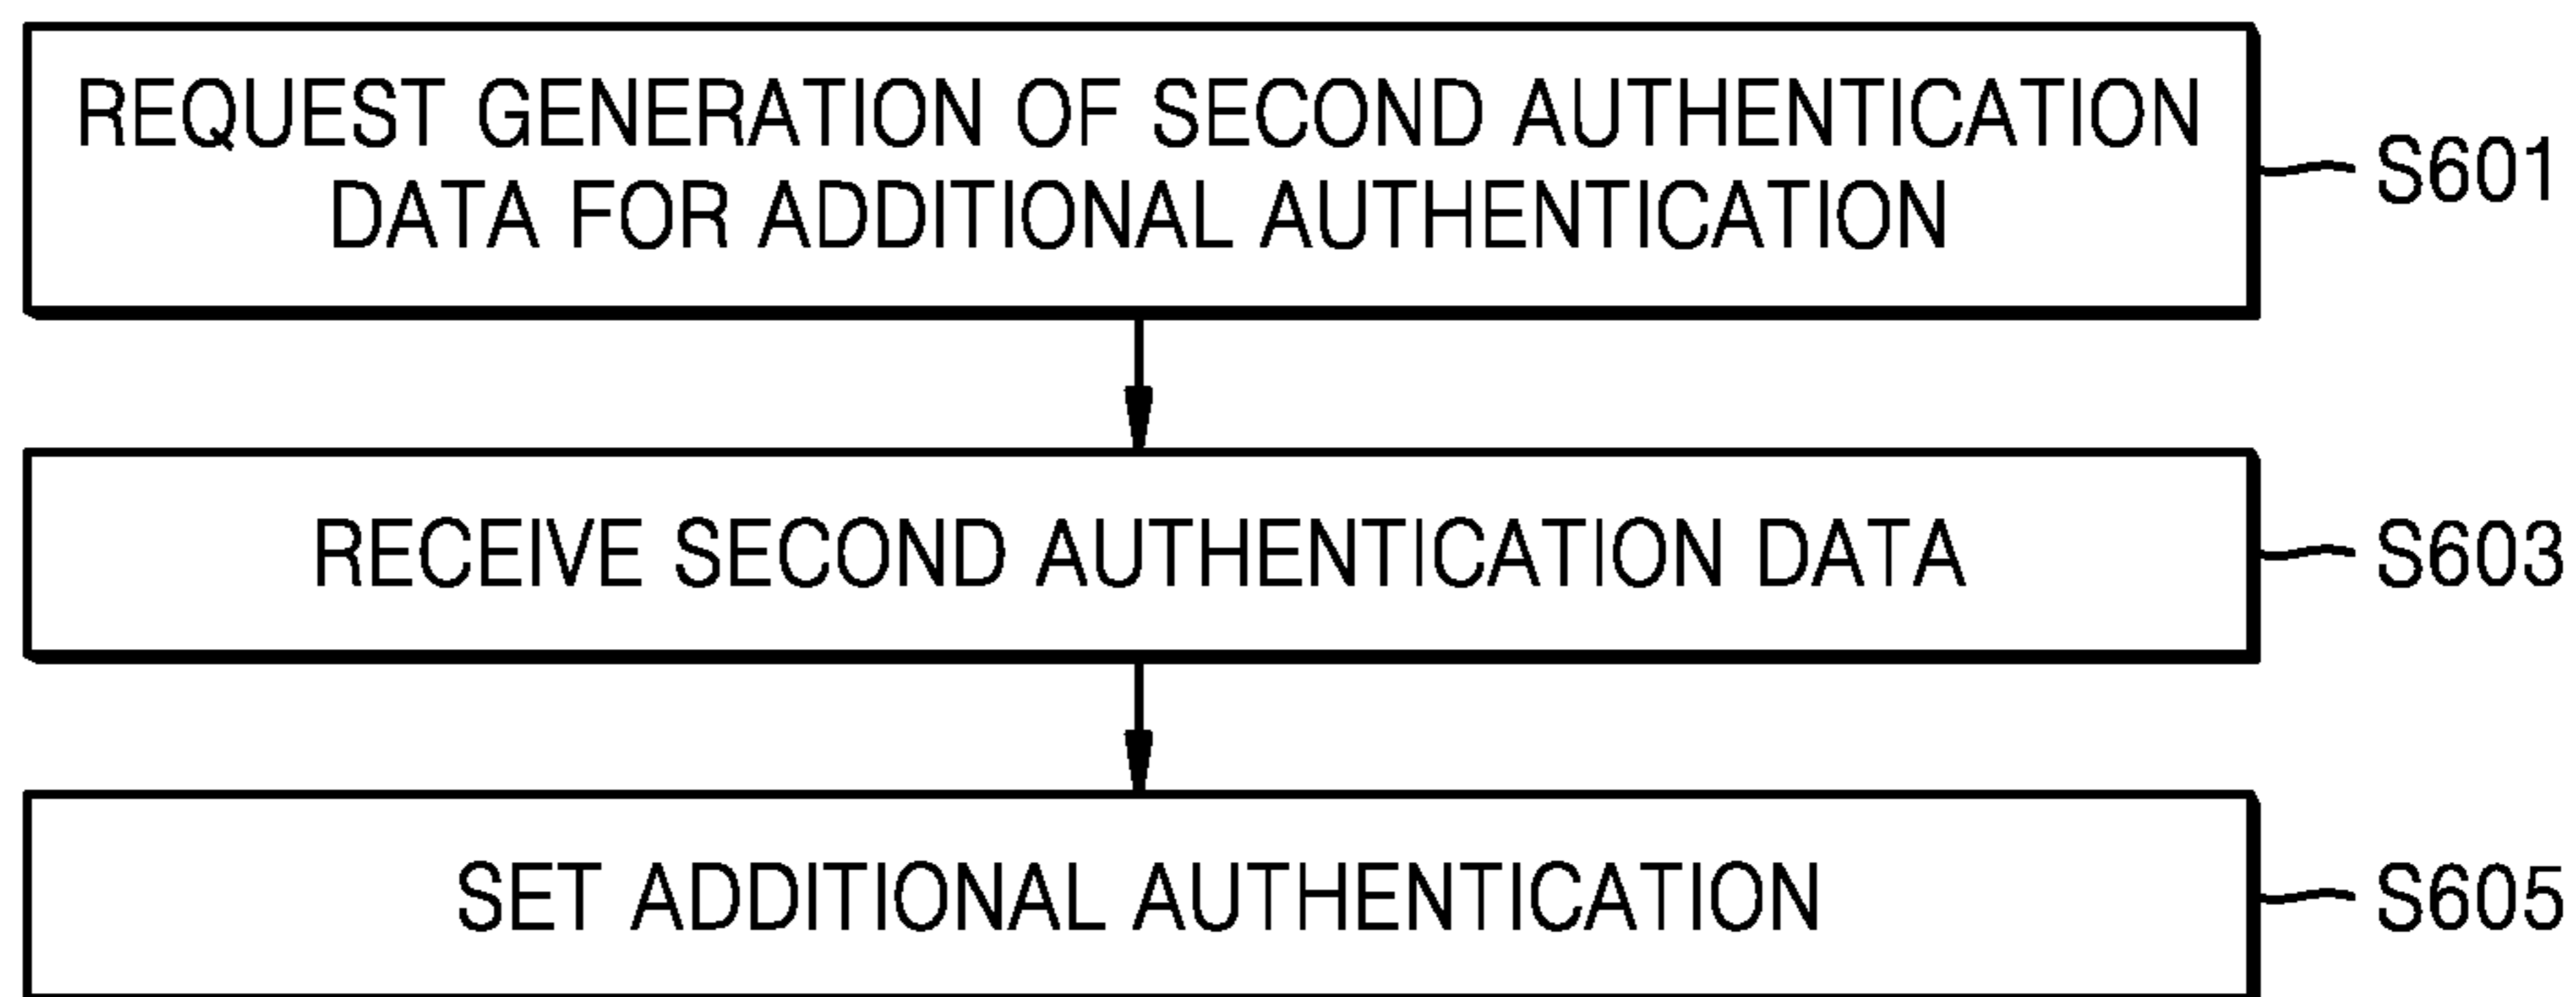 REQUEST GENERATION OF SECOND AUTHENTICATION
DATA FOR ADDITIONAL AUTHENTICATION
S601
RECEIVE SECOND AUTHENTICATION DATA
S603
SET ADDITIONAL AUTHENTICATION
S605